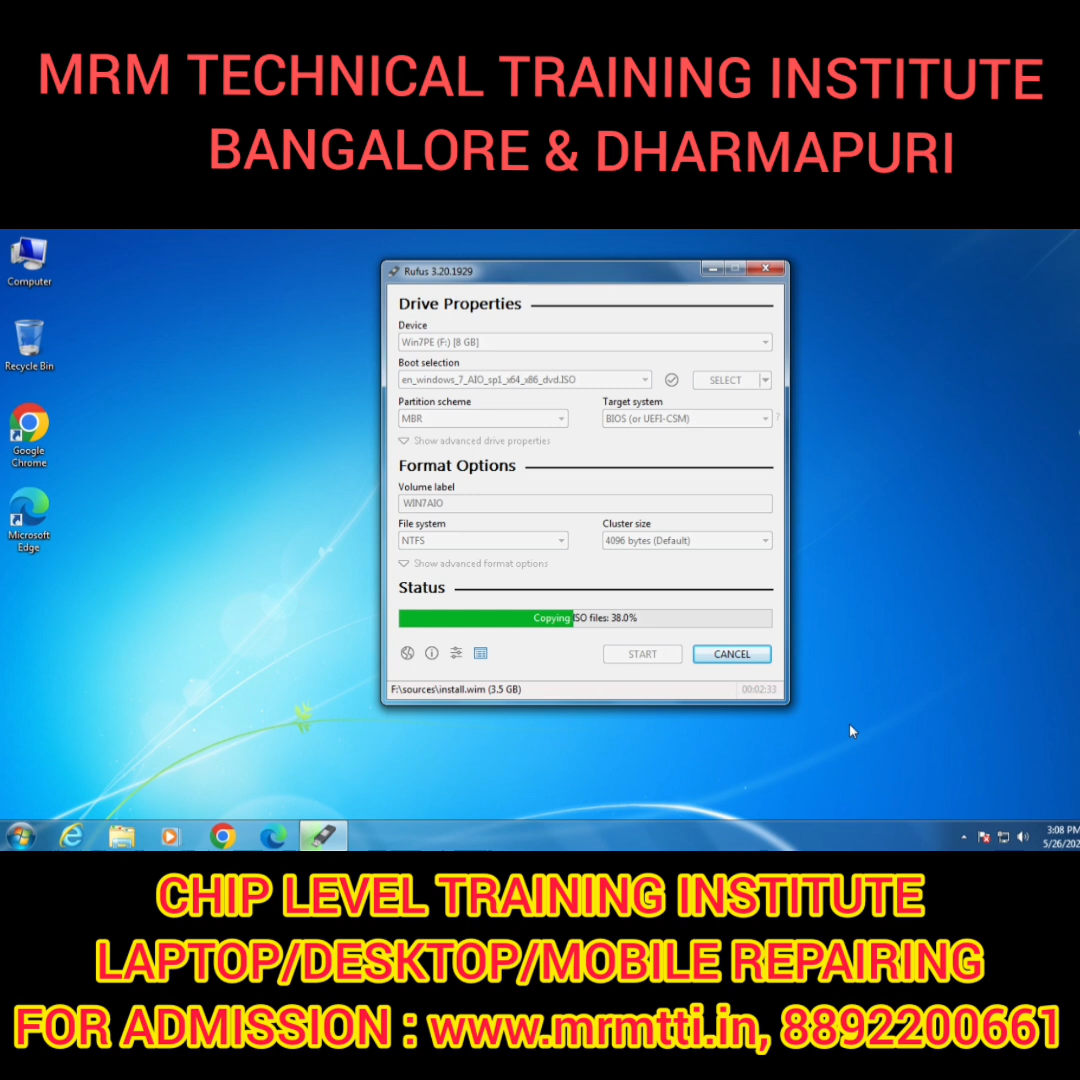 MRM TECHNICAL TRAINING INSTITUTE
BANGALORE & DHARMAPURI
Computer
Recycle Bin
Google
Chrome
Microsoft
Edge
Rufus 3.20.1929
Drive Properties
Device
Win7PE (F:) [8 GB]
Boot selection
en_windows_7_AIO_sp1_x64_x86_dvd.ISO
SELECT
Partition scheme
Target system
MBR
BIOS (or UEFI-CSM)
?
Show advanced drive properties
Format Options
Volume label
WIN7AIO
File system
Cluster size
NTFS
4096 bytes (Default)
Show advanced format options
Status
Copying ISO files: 38.0%
START
CANCEL
F:\sources\install.wim (3.5 GB)
00:02:33
3:08 PM
5/26/202
CHIP LEVEL TRAINING INSTITUTE
LAPTOP/DESKTOP/MOBILE REPAIRING
FOR ADMISSION : www.mrmtti.in, 8892200661